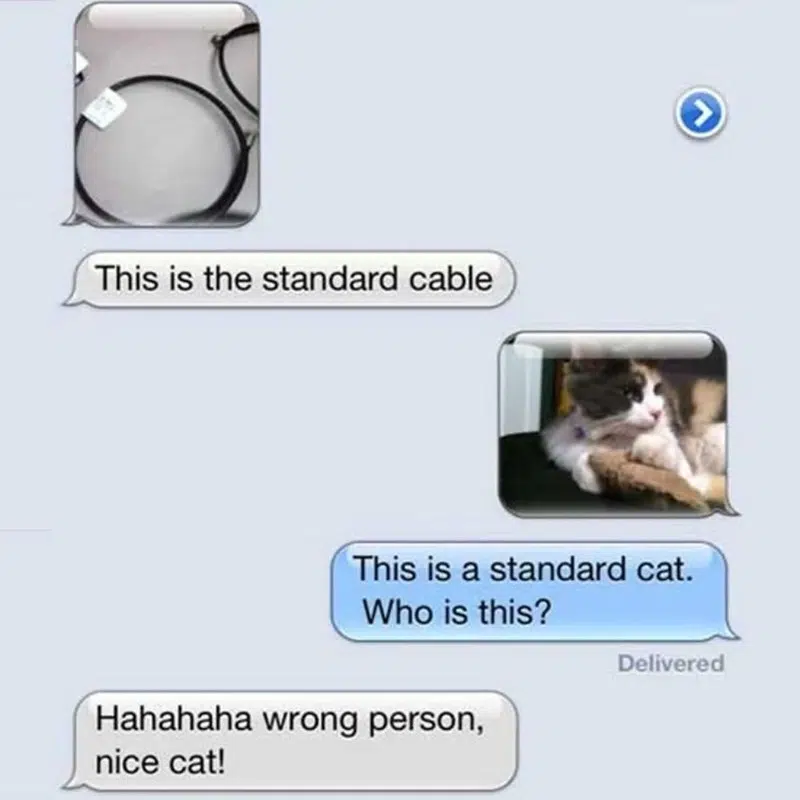 This is the standard cable
This is a standard cat.
Who is this?
Delivered
Hahahaha wrong person,
nice cat!